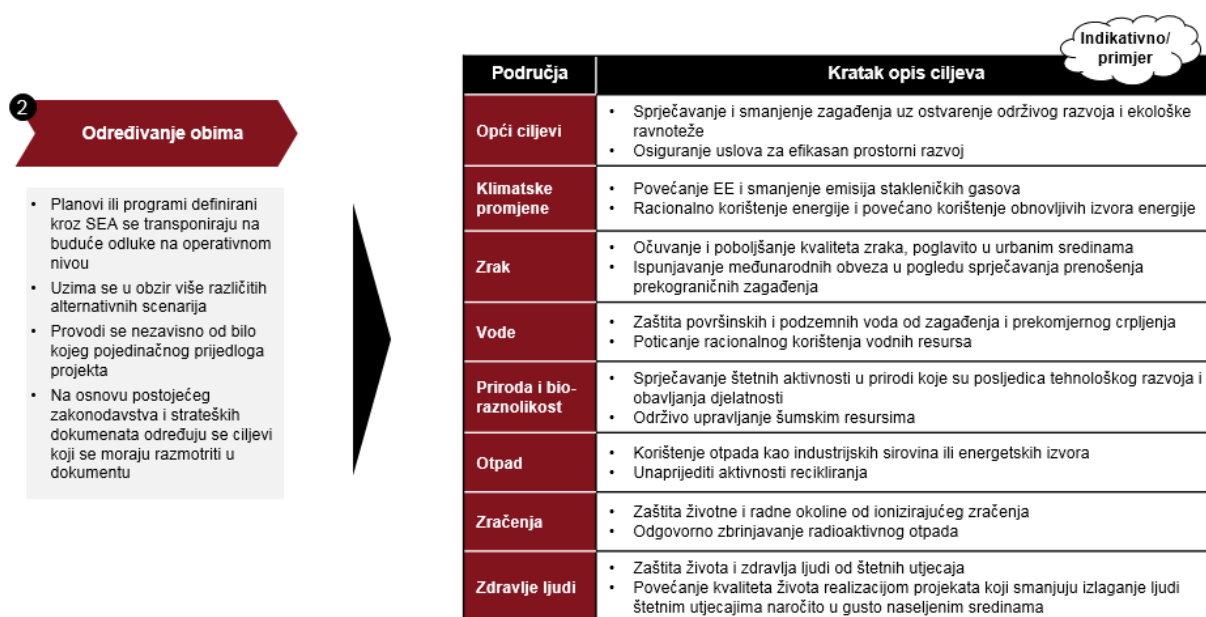 2
Određivanje obima
• Planovi ili programi definirani
kroz SEA se transponiraju na
buduće odluke na operativnom
nivou
• Uzima se u obzir više različitih
alternativnih scenarija
• Provodi se nezavisno od bilo
kojeg pojedinačnog prijedloga
projekta
• Na osnovu postojećeg
zakonodavstva i strateških
dokumenata određuju se ciljevi
koji se moraju razmotriti u
dokumentu
Indikativno/
primjer
Područja
Kratak opis ciljeva
Opći ciljevi
• Sprječavanje i smanjenje zagađenja uz ostvarenje održivog razvoja i ekološke
ravnoteže
• Osiguranje uslova za efikasan prostorni razvoj
Klimatske
promjene
• Povećanje EE i smanjenje emisija stakleničkih gasova
• Racionalno korištenje energije i povećano korištenje obnovljivih izvora energije
Zrak
• Očuvanje i poboljšanje kvaliteta zraka, poglavito u urbanim sredinama
• Ispunjavanje međunarodnih obveza u pogledu sprječavanja prenošenja
prekograničnih zagađenja
Vode
• Zaštita površinskih i podzemnih voda od zagađenja i prekomjernog crpljenja
• Poticanje racionalnog korištenja vodnih resursa
Priroda i bio-
raznolikost
• Sprječavanje štetnih aktivnosti u prirodi koje su posljedica tehnološkog razvoja i
obavljanja djelatnosti
• Održivo upravljanje šumskim resursima
Otpad
• Korištenje otpada kao industrijskih sirovina ili energetskih izvora
• Unaprijediti aktivnosti recikliranja
Zračenja
• Zaštita životne i radne okoline od ionizirajućeg zračenja
• Odgovorno zbrinjavanje radioaktivnog otpada
Zdravlje ljudi
• Zaštita života i zdravlja ljudi od štetnih utjecaja
• Povećanje kvaliteta života realizacijom projekata koji smanjuju izlaganje ljudi
štetnim utjecajima naročito u gusto naseljenim sredinama